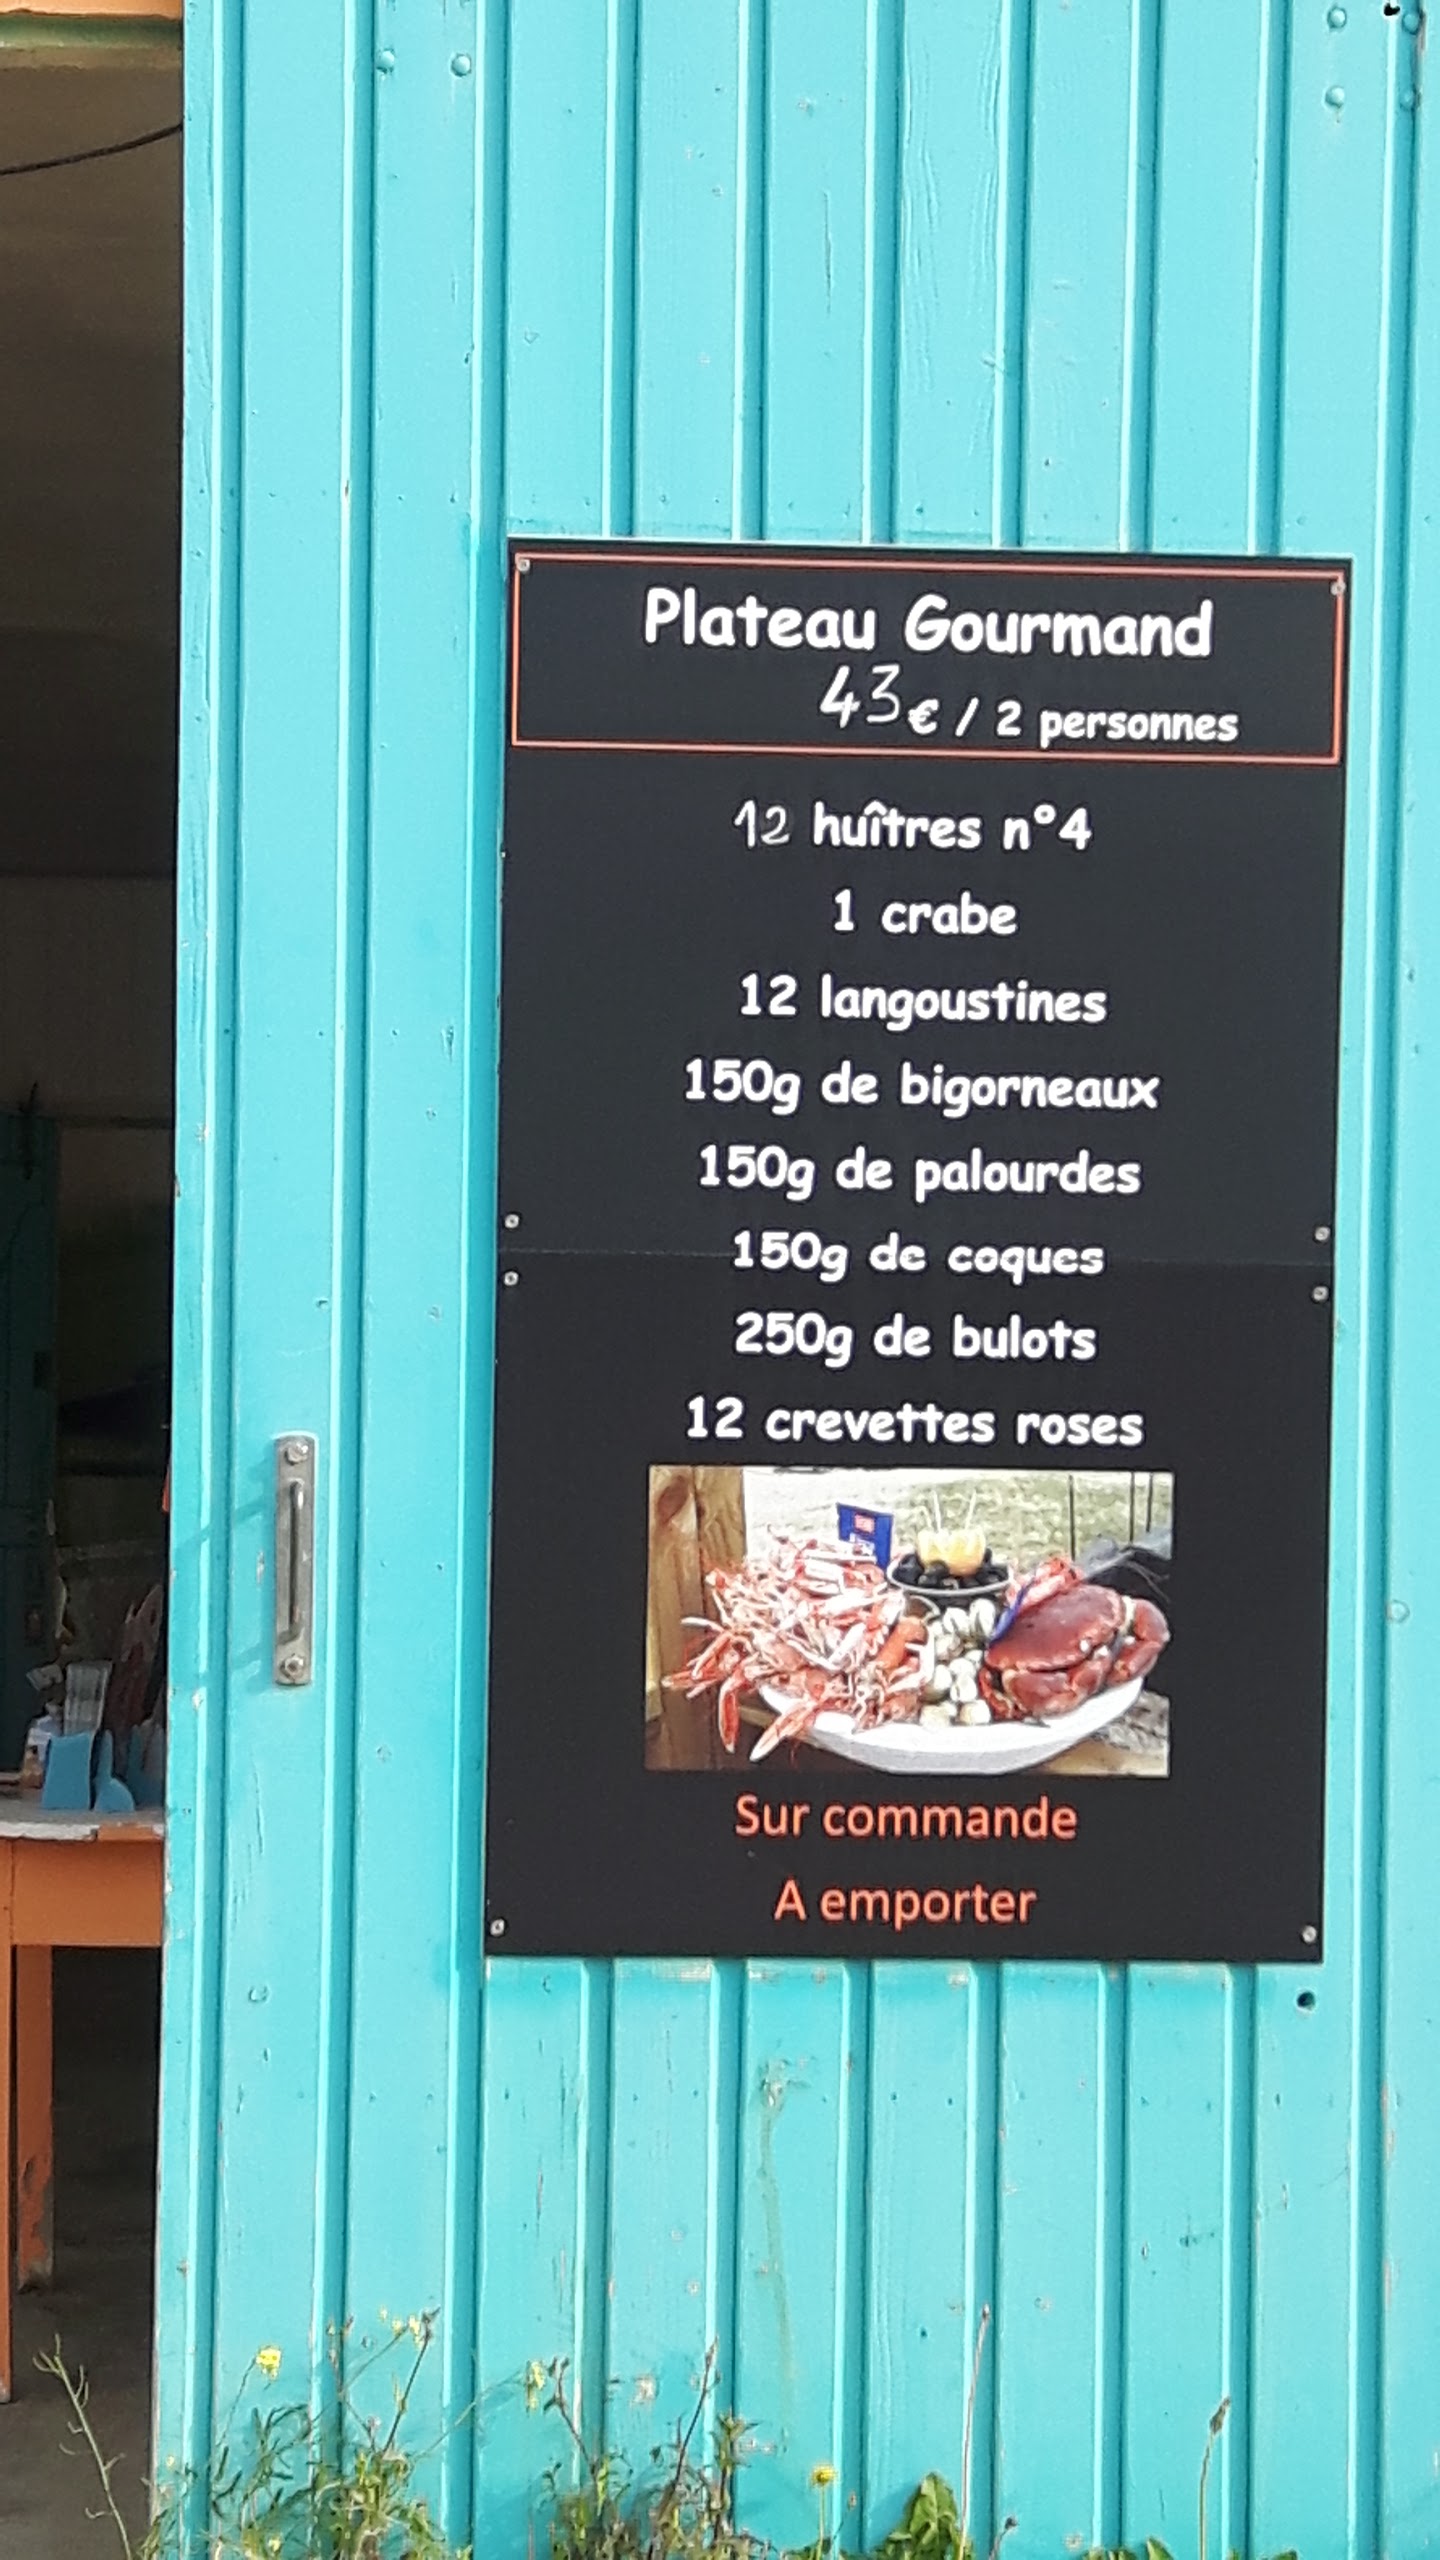 Plateau Gourmand
43€ / 2 personnes
12 huîtres n°4
1 crabe
12 langoustines
150g de bigorneaux
150g de palourdes
150g de coques
250g de bulots
12 crevettes roses
Sur commande
A emporter